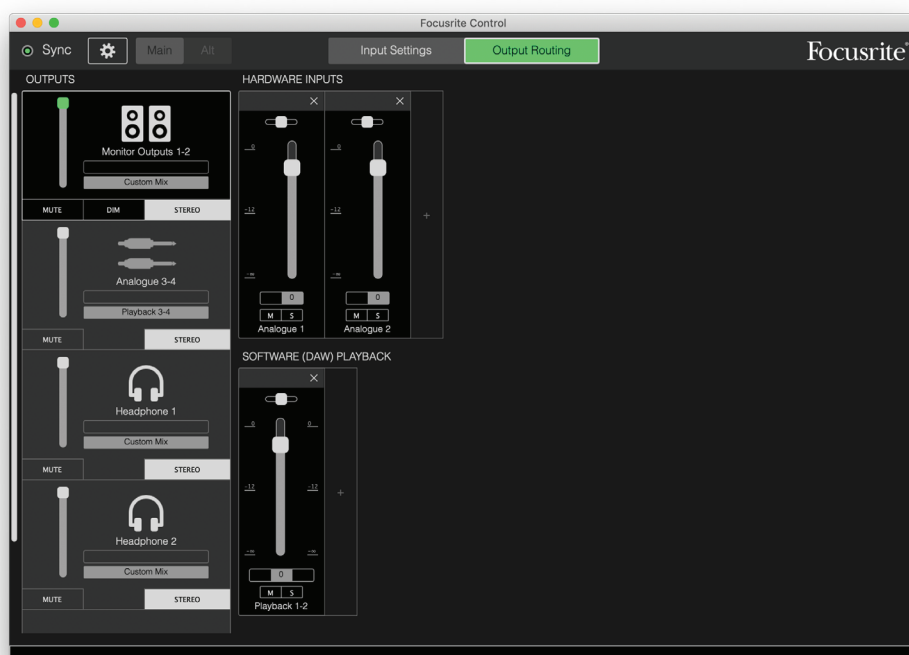 Focusrite Control
Sync Main Alt Input Settings Output Routing Focusrite®
OUTPUTS
Monitor Outputs 1-2
Custom Mix
MUTE DIM STEREO
Analogue 3-4
Playback 3-4
MUTE STEREO
Headphone 1
Custom Mix
MUTE STEREO
Headphone 2
Custom Mix
MUTE STEREO
HARDWARE INPUTS
0 0
-12 -12
-∞ -∞
0 0
M S M S
Analogue 1 Analogue 2
+
SOFTWARE (DAW) PLAYBACK
0 0
-12 -12
-∞ -∞
0
M S
Playback 1-2
+